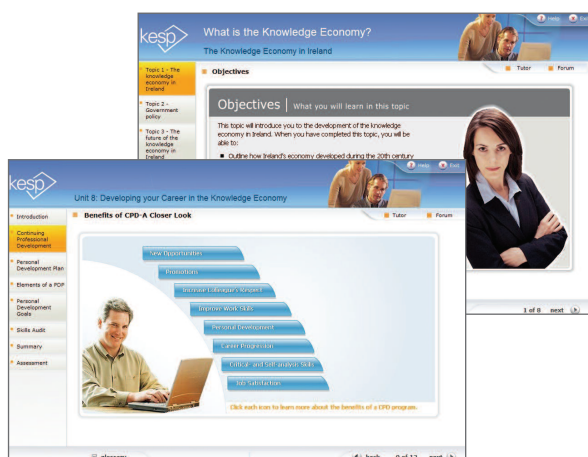 kesp
What is the Knowledge Economy?
The Knowledge Economy in Ireland
Help
Exit
Topic 1 - The
knowledge
economy in
Ireland
Topic 2 -
Government
policy
Topic 3 - The
future of the
knowledge
economy in
Ireland
Objectives
Tutor
Forum
Objectives | What you will learn in this topic
This topic will introduce you to the development of the knowledge
economy in Ireland. When you have completed this topic, you will be
able to:
Outline how Ireland's economy developed during the 20th century
1 of 8 next
kesp
Unit 8: Developing your Career in the Knowledge Economy
Help
Exit
Introduction
Continuing
Professional
Development
Personal
Development Plan
Elements of a PDP
Personal
Development
Goals
Skills Audit
Summary
Assessment
Benefits of CPD-A Closer Look
Tutor
Forum
New Opportunities
Promotions
Increase Colleagues Respect
Improve Work Skills
Personal Development
Career Progression
Critical- and Self-analysis Skills
Job Satisfaction
Click each icon to learn more about the benefits of a CPD program.
glossary
back
of 12 next